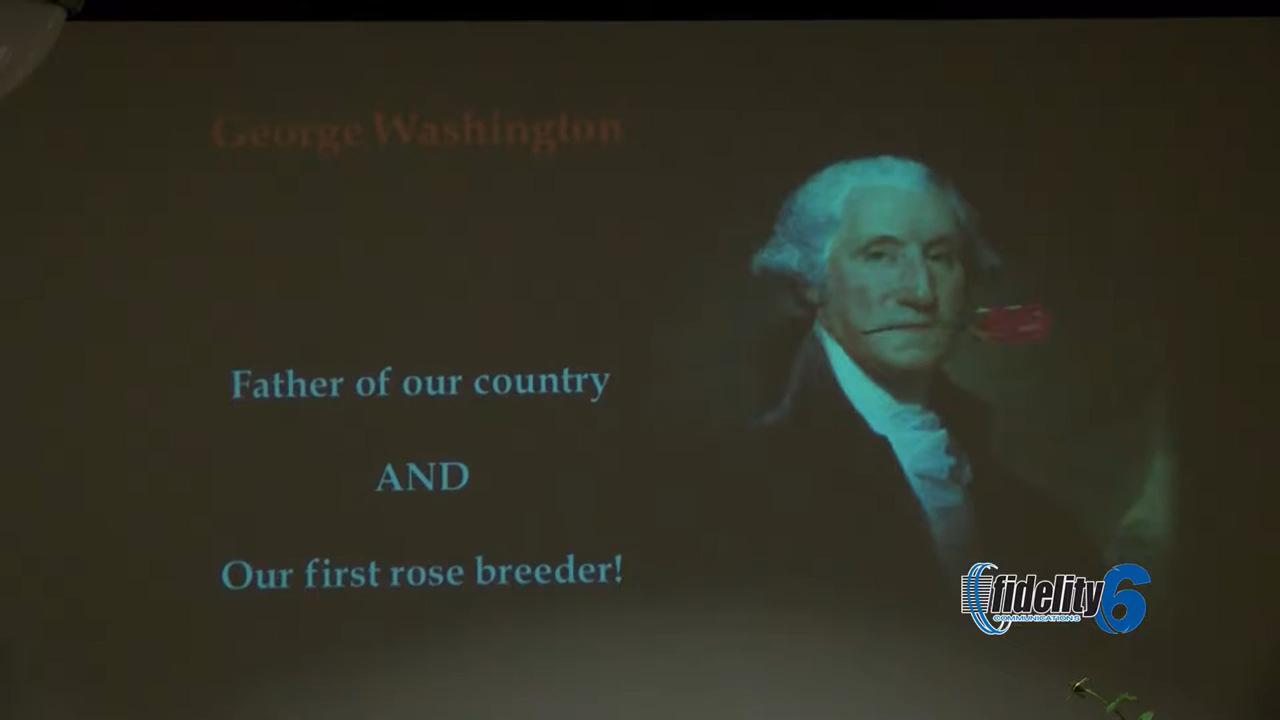 George Washington
Father of our country
AND
Our first rose breeder!
fidelity 6
COMMUNICATIONS